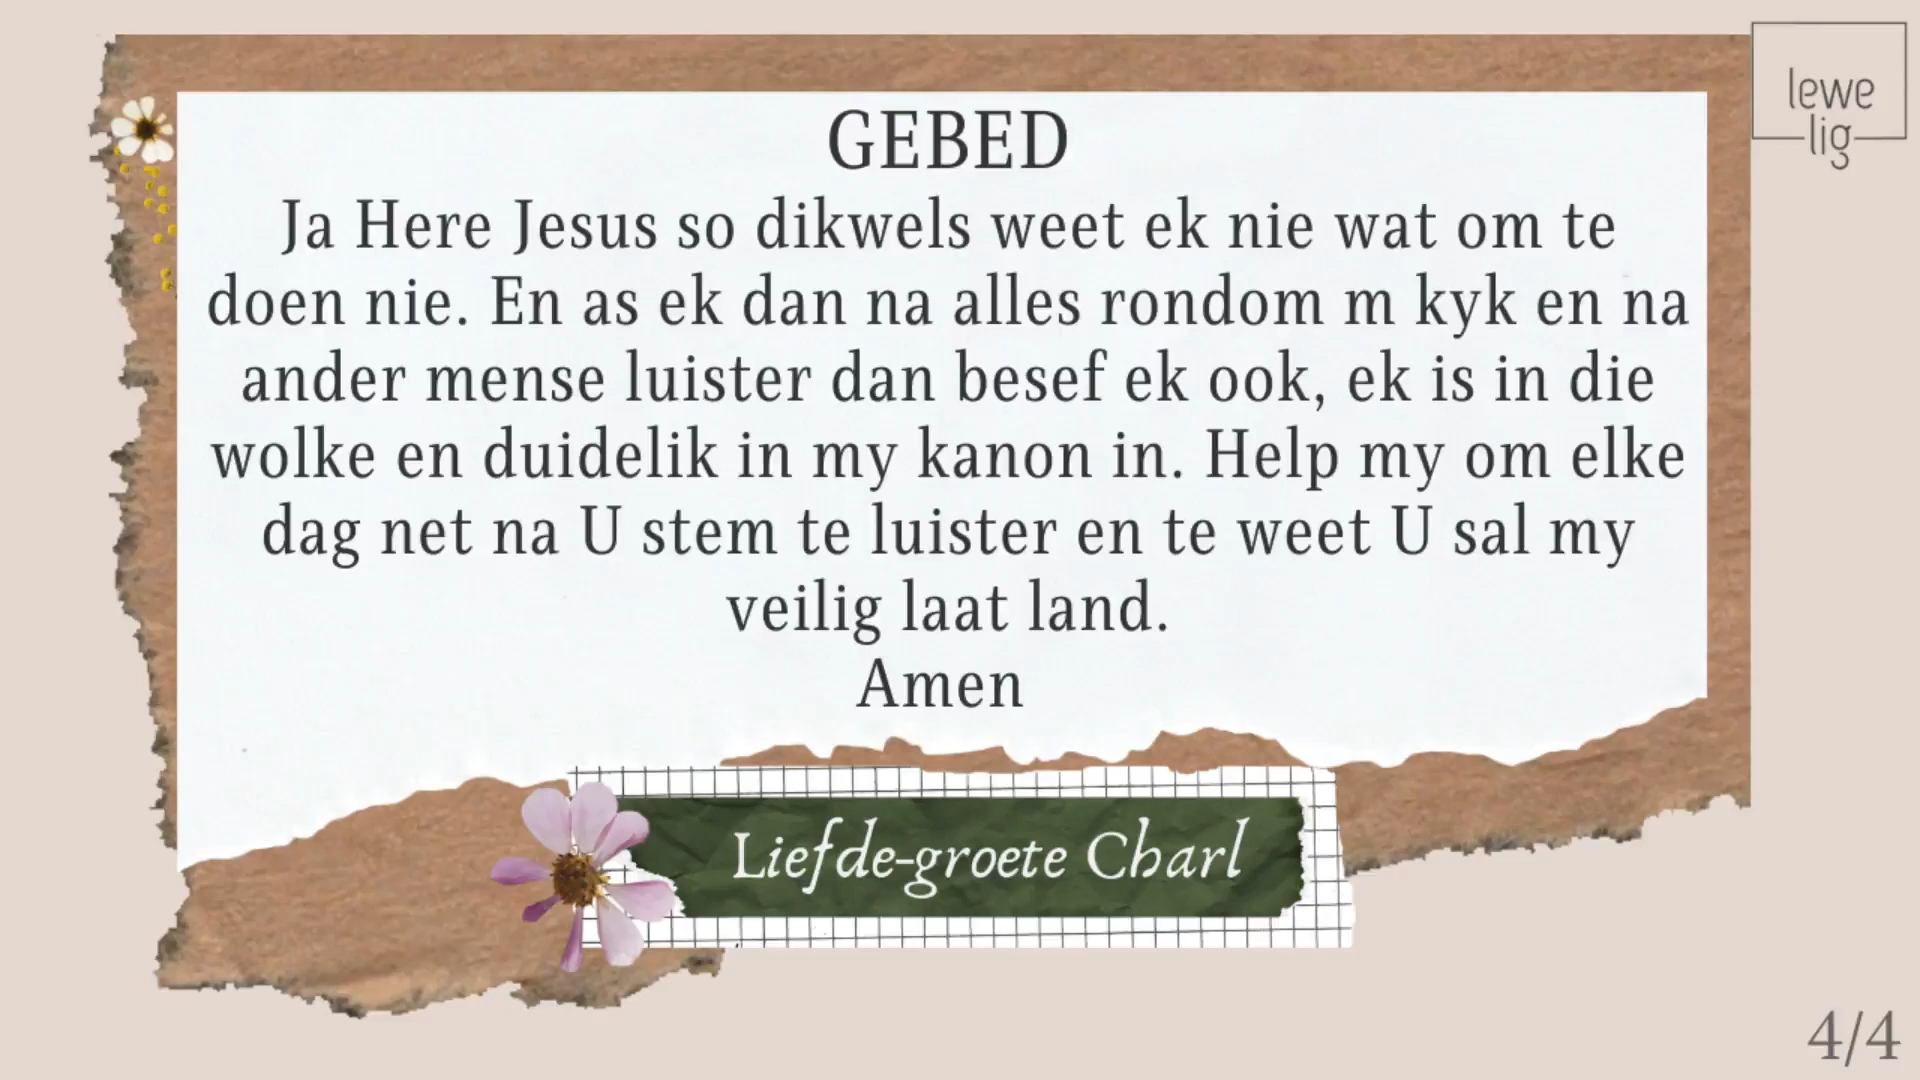 lewe
lig
GEBED
Ja Here Jesus so dikwels weet ek nie wat om te
doen nie. En as ek dan na alles rondom m kyk en na
ander mense luister dan besef ek ook, ek is in die
wolke en duidelik in my kanon in. Help my om elke
dag net na U stem te luister en te weet U sal my
veilig laat land.
Amen
Liefde-groete Charl
4/4